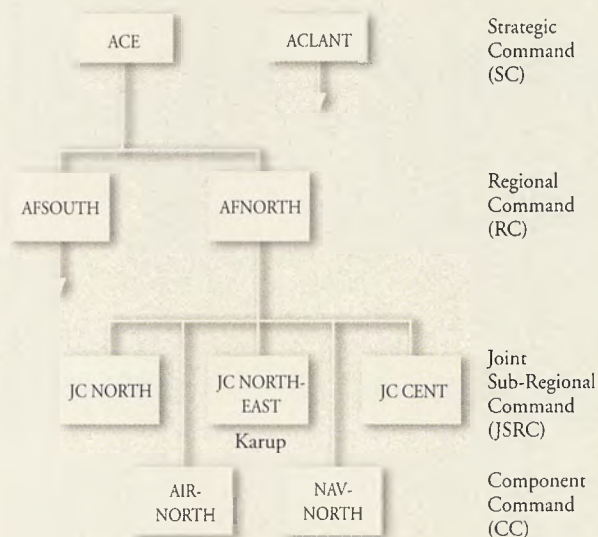 ACE
ACLANT
Strategic
Command
(SC)
AFSOUTH
AFNORTH
Regional
Command
(RC)
JC NORTH
JC NORTH-
EAST
JC CENT
Karup
Joint
Sub-Regional
Command
(JSRC)
AIR-
NORTH
NAV-
NORTH
Component
Command
(CC)